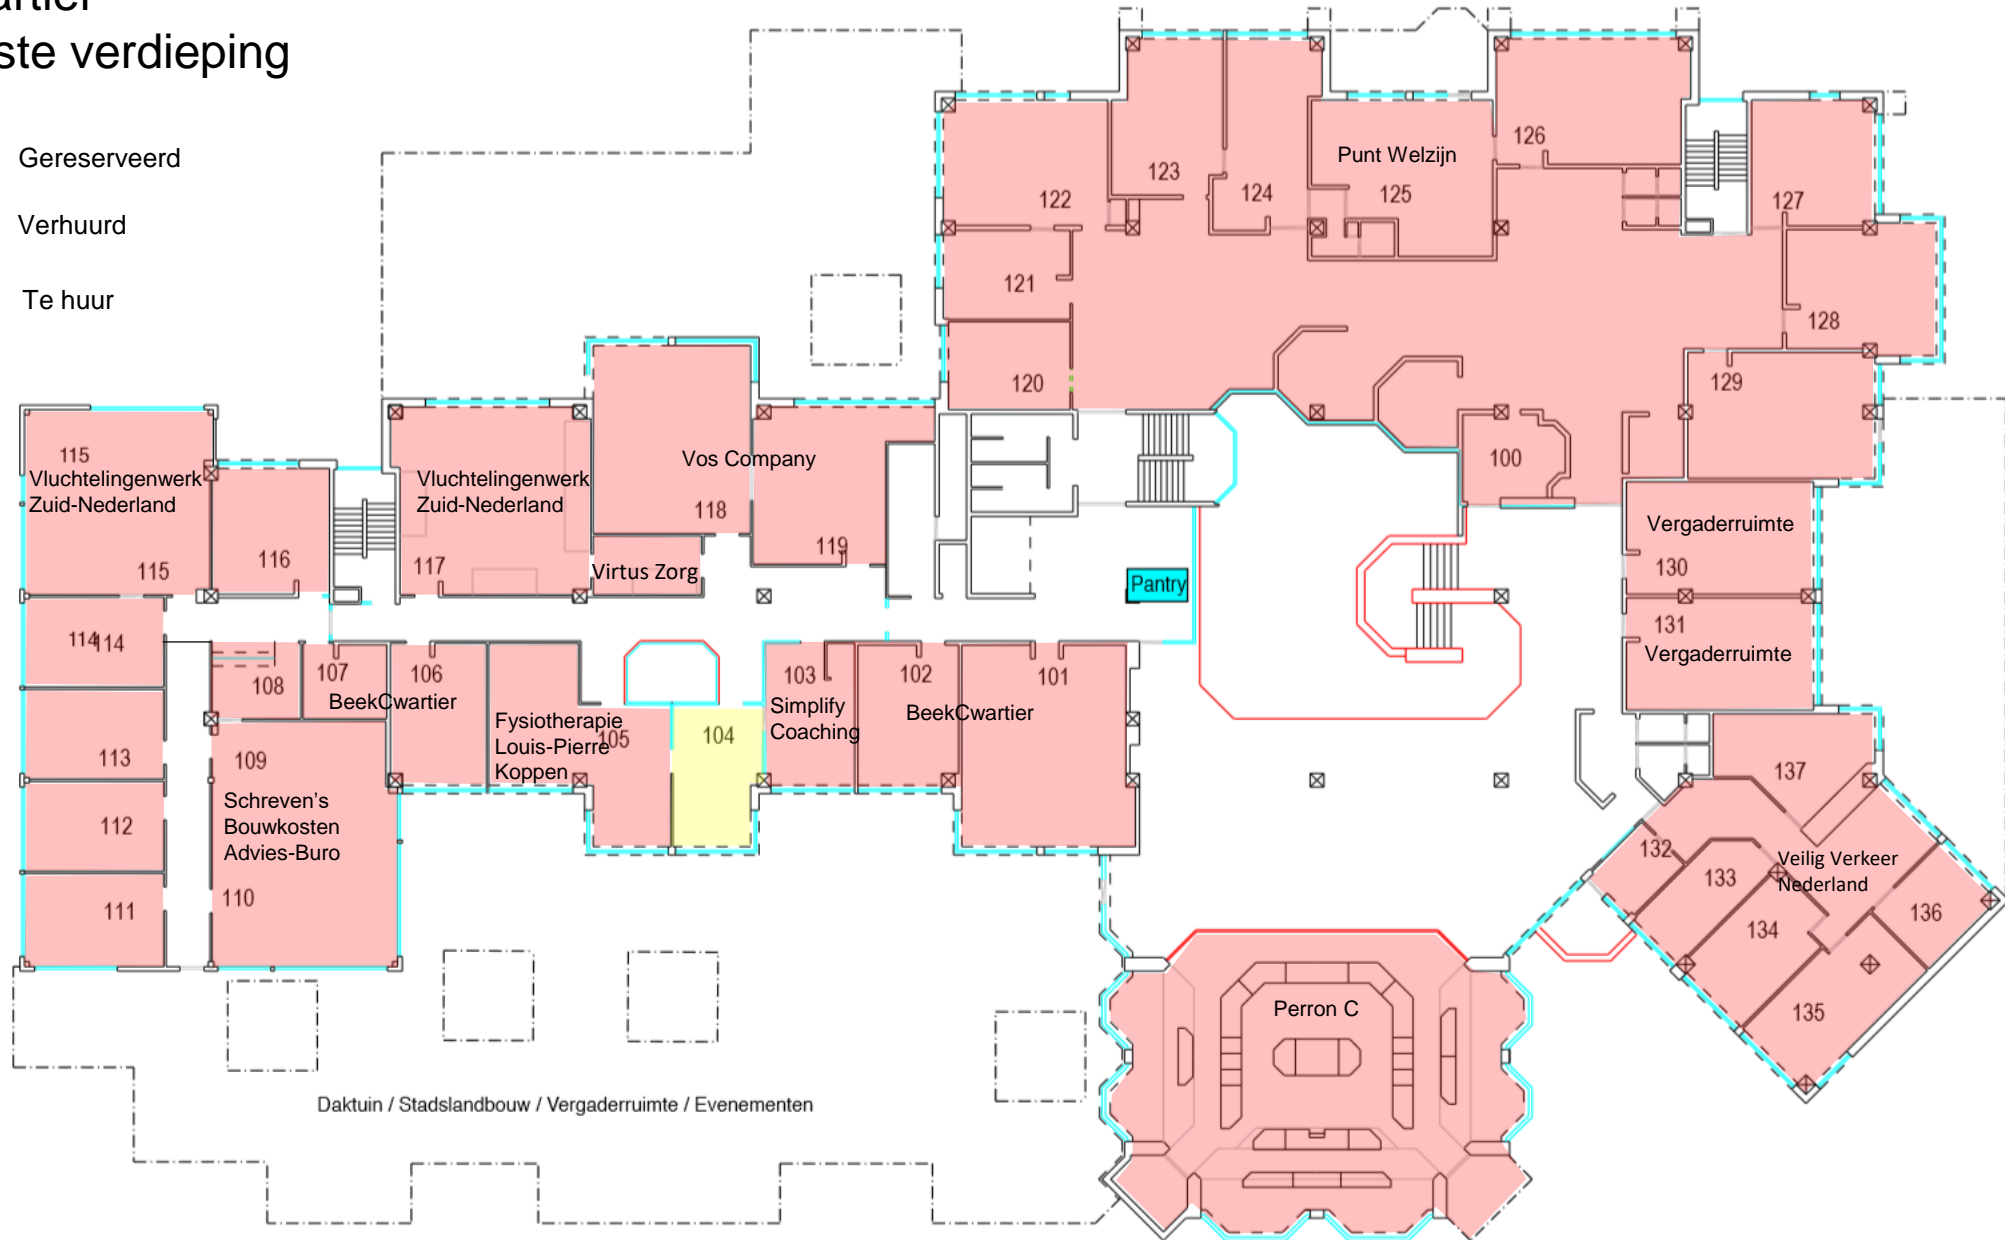 artier
ste verdieping
Gereserveerd
Verhuurd
Te huur
122
123
124
Punt Welzijn
125
126
127
121
128
120
129
100
115
Vluchtelingenwerk
Zuid-Nederland
115
116
Vluchtelingenwerk
Zuid-Nederland
117
Vos Company
118
119
Virtus Zorg
Pantry
Vergaderruimte
130
131
Vergaderruimte
114
114
113
112
111
108
107
106
BeekCwartier
109
Schreven's
Bouwkosten
Advies-Buro
110
Fysiotherapie
Louis-Pierre
Koppen
105
104
103
Simplify
Coaching
102
101
BeekCwartier
137
132
133
134
Veilig Verkeer
Nederland
136
135
Perron C
Daktuin / Stadslandbouw / Vergaderruimte / Evenementen